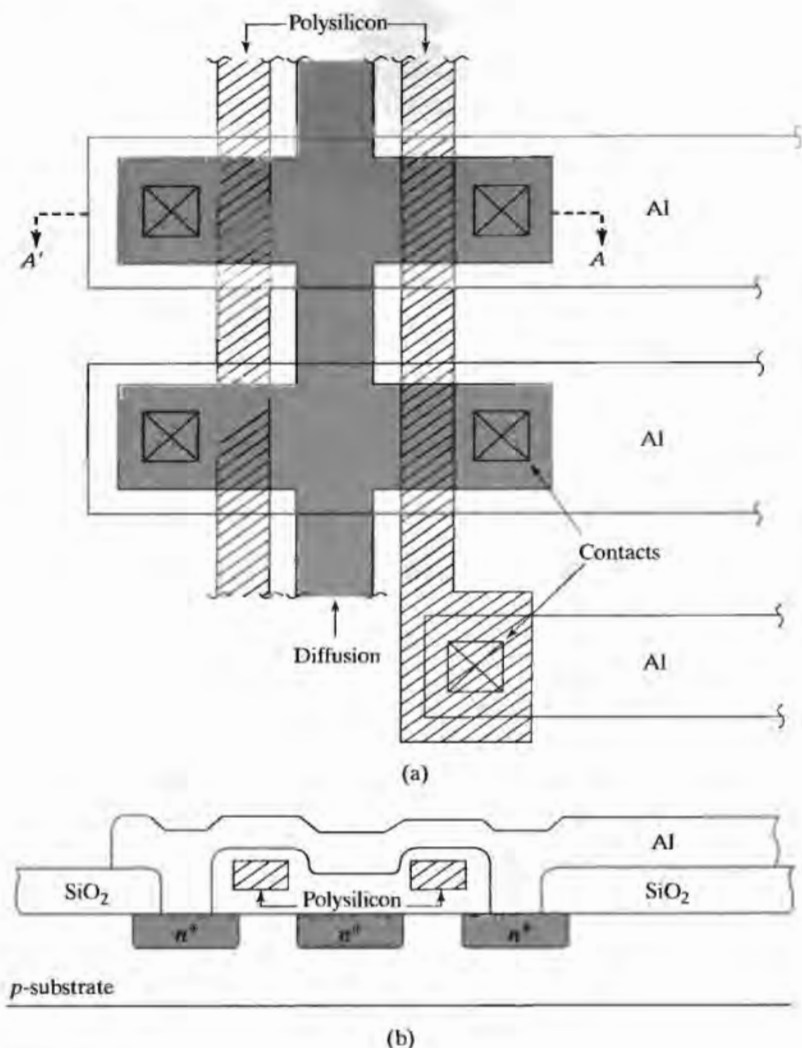 Polysilicon
A'
A
Al
Al
Contacts
Diffusion
Al
(a)
Al
SiO₂
Polysilicon
SiO₂
n⁺
n⁺
n⁺
p-substrate
(b)